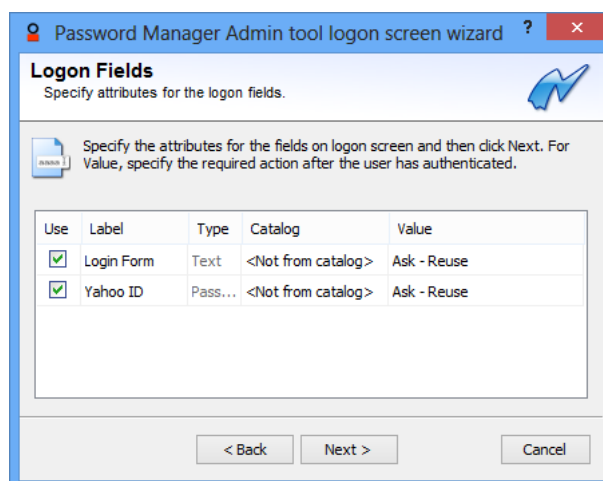 Password Manager Admin tool logon screen wizard ? ×
Logon Fields
Specify attributes for the logon fields.
Specify the attributes for the fields on logon screen and then click Next. For
Value, specify the required action after the user has authenticated.
Use Label Type Catalog Value
Login Form Text <Not from catalog> Ask - Reuse
Yahoo ID Pass... <Not from catalog> Ask - Reuse
< Back Next > Cancel